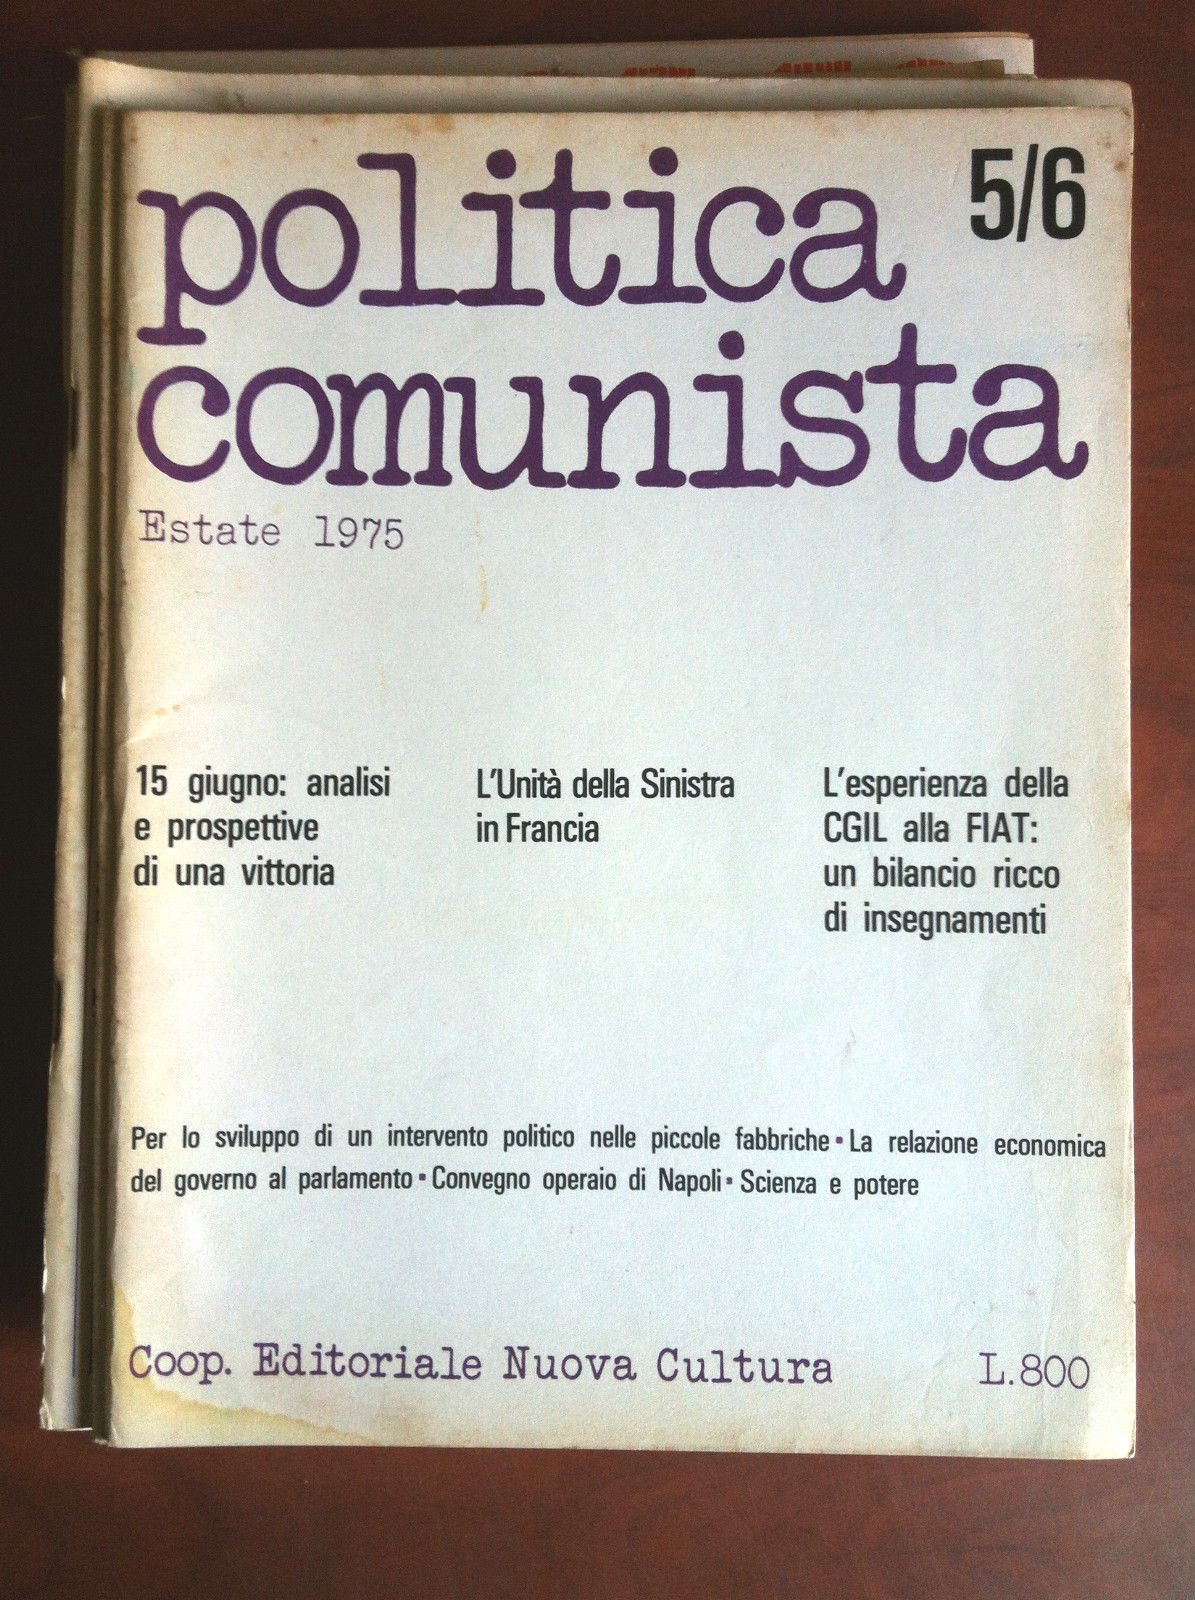 politica
5/6
comunista
Estate 1975
15 giugno: analisi
e prospettive
di una vittoria
L'Unità della Sinistra
in Francia
L'esperienza della
CGIL alla FIAT:
un bilancio ricco
di insegnamenti
Per lo sviluppo di un intervento politico nelle piccole fabbriche ▪ La relazione economica
del governo al parlamento ▪ Convegno operaio di Napoli ▪ Scienza e potere
Coop. Editoriale Nuova Cultura
L.800